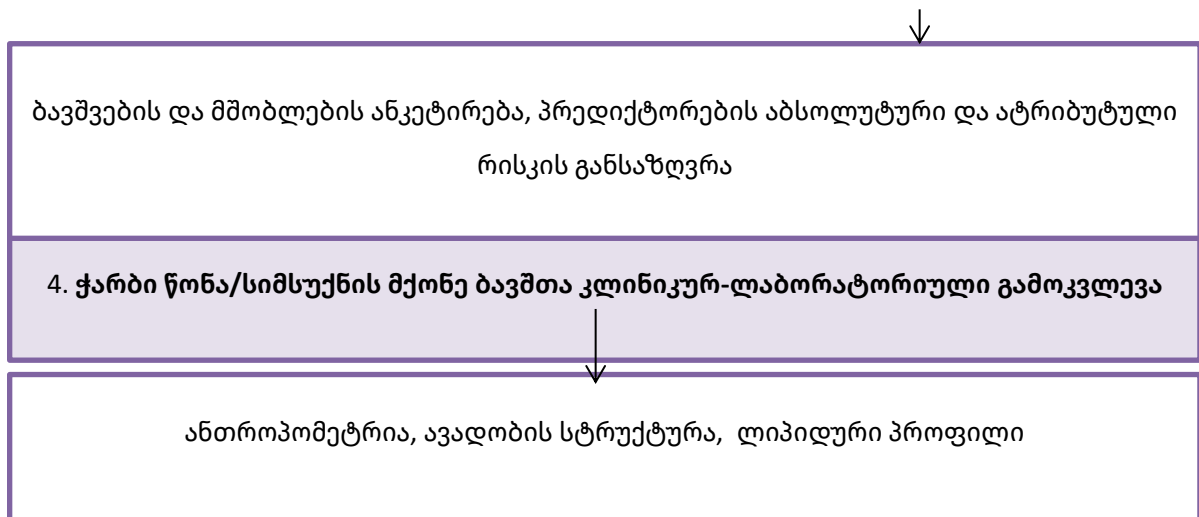 ბავშვების და მშობლების ანკეტირება, პრედიქტორების აბსოლუტური და ატრიბუტული
რისკის განსაზღვრა
4. ჭარბი წონა/სიმსუქნის მქონე ბავშთა კლინიკურ-ლაბორატორიული გამოკვლევა
ანთროპომეტრია, ავადობის სტრუქტურა, ლიპიდური პროფილი